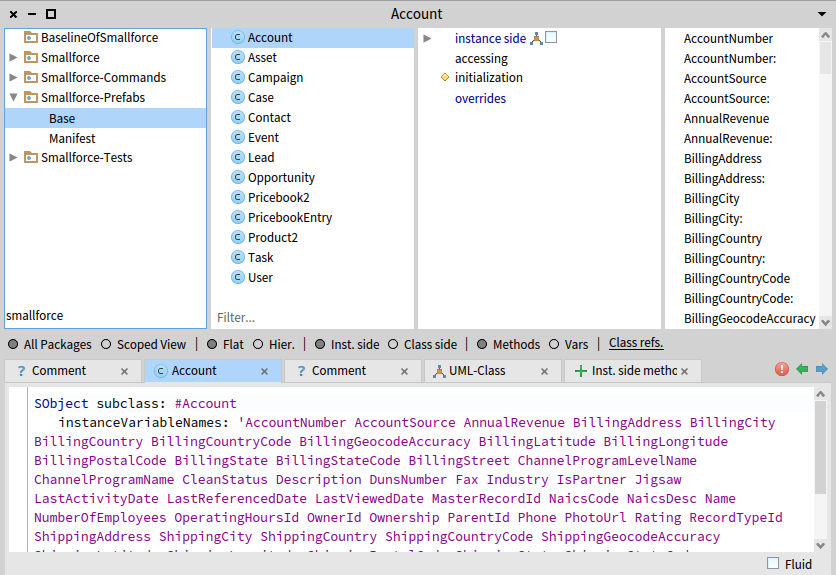 Account
BaselineOfSmallforce
Smallforce
Smallforce-Commands
Smallforce-Prefabs
Base
Manifest
Smallforce-Tests
smallforce
Account
Asset
Campaign
Case
Contact
Event
Lead
Opportunity
Pricebook2
PricebookEntry
Product2
Task
User
Filter...
instance side
accessing
initialization
overrides
AccountNumber
AccountNumber:
AccountSource
AccountSource:
AnnualRevenue
AnnualRevenue:
BillingAddress
BillingAddress:
BillingCity
BillingCity:
BillingCountry
BillingCountry:
BillingCountryCode
BillingCountryCode:
BillingGeocodeAccuracy
All Packages Scoped View | Flat Hier. | Inst. side Class side | Methods Vars | Class refs.
? Comment × Account × ? Comment × UML-Class × Inst. side metho ×
SObject subclass: #Account
instanceVariableNames: 'AccountNumber AccountSource AnnualRevenue BillingAddress BillingCity
BillingCountry BillingCountryCode BillingGeocodeAccuracy BillingLatitude BillingLongitude
BillingPostalCode BillingState BillingStateCode BillingStreet ChannelProgramLevelName
ChannelProgramName CleanStatus Description DunsNumber Fax Industry IsPartner Jigsaw
LastActivityDate LastReferencedDate LastViewedDate MasterRecordId NaicsCode NaicsDesc Name
NumberOfEmployees OperatingHoursId OwnerId Ownership ParentId Phone PhotoUrl Rating RecordTypeId
ShippingAddress ShippingCity ShippingCountry ShippingCountryCode ShippingGeocodeAccuracy
Fluid